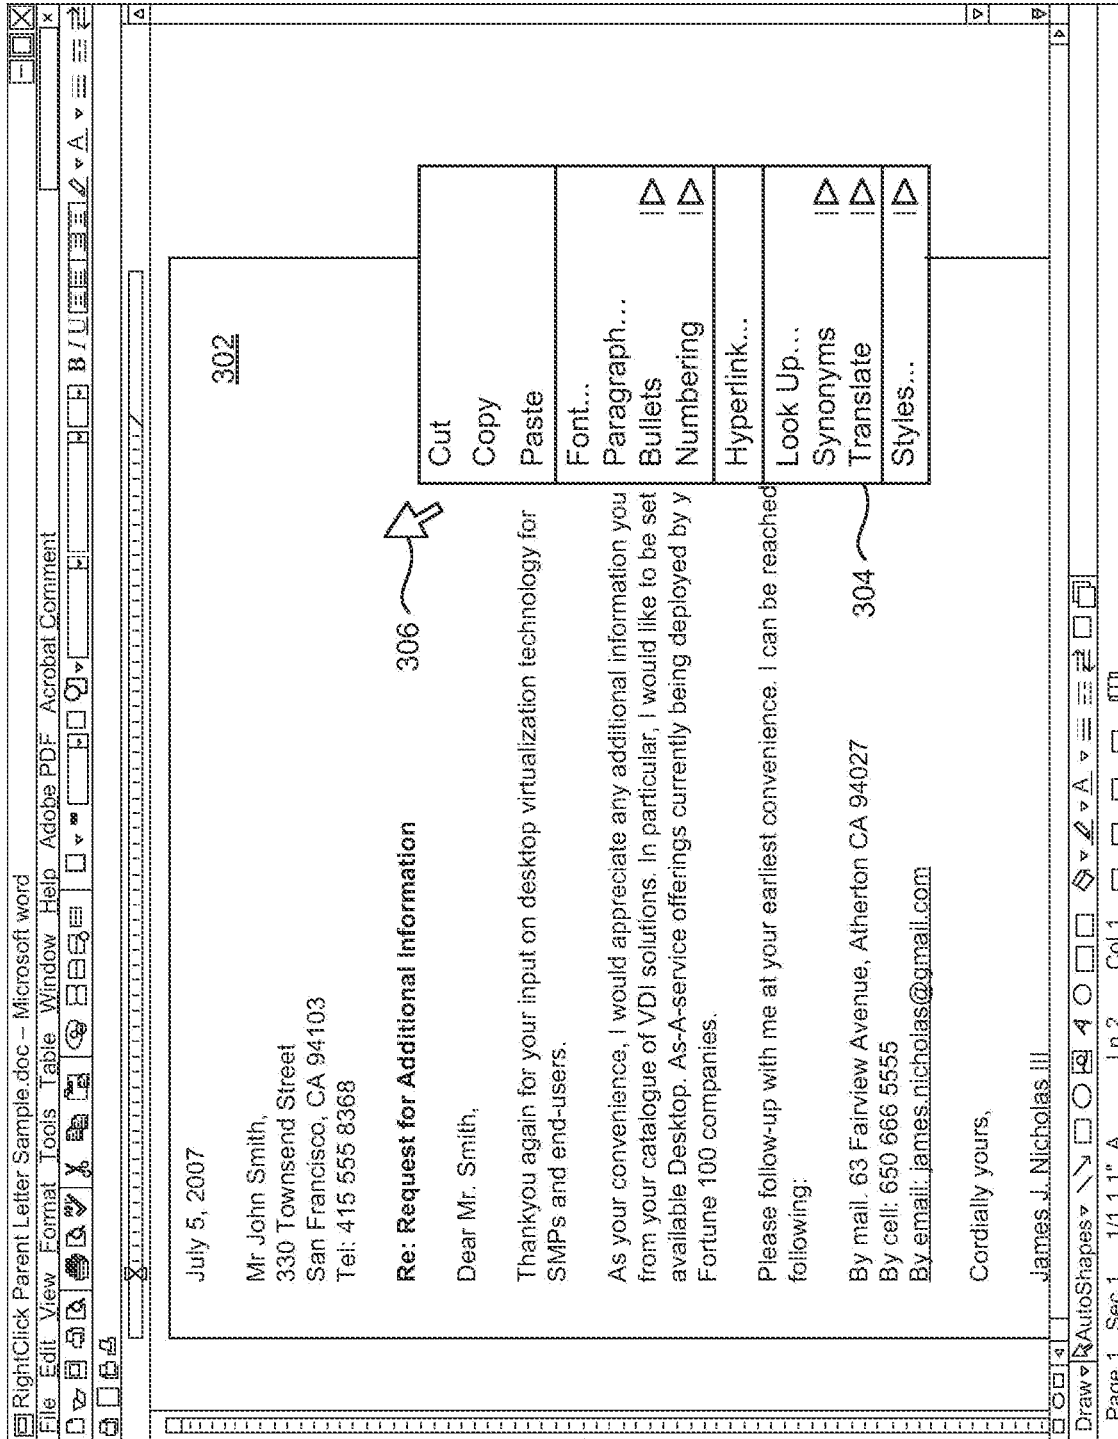 RightClick Parent Letter Sample.doc – Microsoft word
File Edit View Format Tools Table Window Help Adobe PDF Acrobat Comment
B I U
A
302
July 5, 2007
Mr John Smith,
330 Townsend Street
San Francisco, CA 94103
Tel: 415 555 8368
306
Re: Request for Additional Information
Dear Mr. Smith,
Thankyou again for your input on desktop virtualization technology for
SMPs and end-users.
As your convenience, I would appreciate any additional information you
from your catalogue of VDI solutions. In particular, I would like to be set
available Desktop. As-A-service offerings currently being deployed by y
Fortune 100 companies.
Please follow-up with me at your earliest convenience. I can be reached
following:
By mail. 63 Fairview Avenue, Atherton CA 94027
By cell: 650 666 5555
By email: james.nicholas@gmail.com
Cordially yours,
James J. Nicholas III
Cut
Copy
Paste
Font...
Paragraph...
Bullets
Numbering
Hyperlink...
Look Up...
Synonyms
Translate
Styles...
304
Draw AutoShapes A
Page 1 Sec 1 1/1 1.1" A Ln 2 Col 1